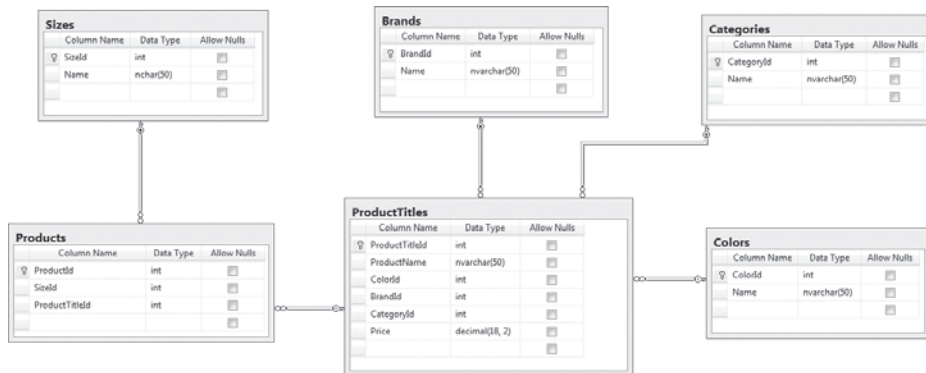 Sizes
Column Name Data Type Allow Nulls
SizeId int
Name nchar(50)
Brands
Column Name Data Type Allow Nulls
BrandId int
Name nvarchar(50)
Categories
Column Name Data Type Allow Nulls
CategoryId int
Name nvarchar(50)
Products
Column Name Data Type Allow Nulls
ProductId int
SizeId int
ProductTitleId int
ProductTitles
Column Name Data Type Allow Nulls
ProductTitleId int
ProductName nvarchar(50)
ColorId int
BrandId int
CategoryId int
Price decimal(18, 2)
Colors
Column Name Data Type Allow Nulls
ColorId int
Name nvarchar(50)